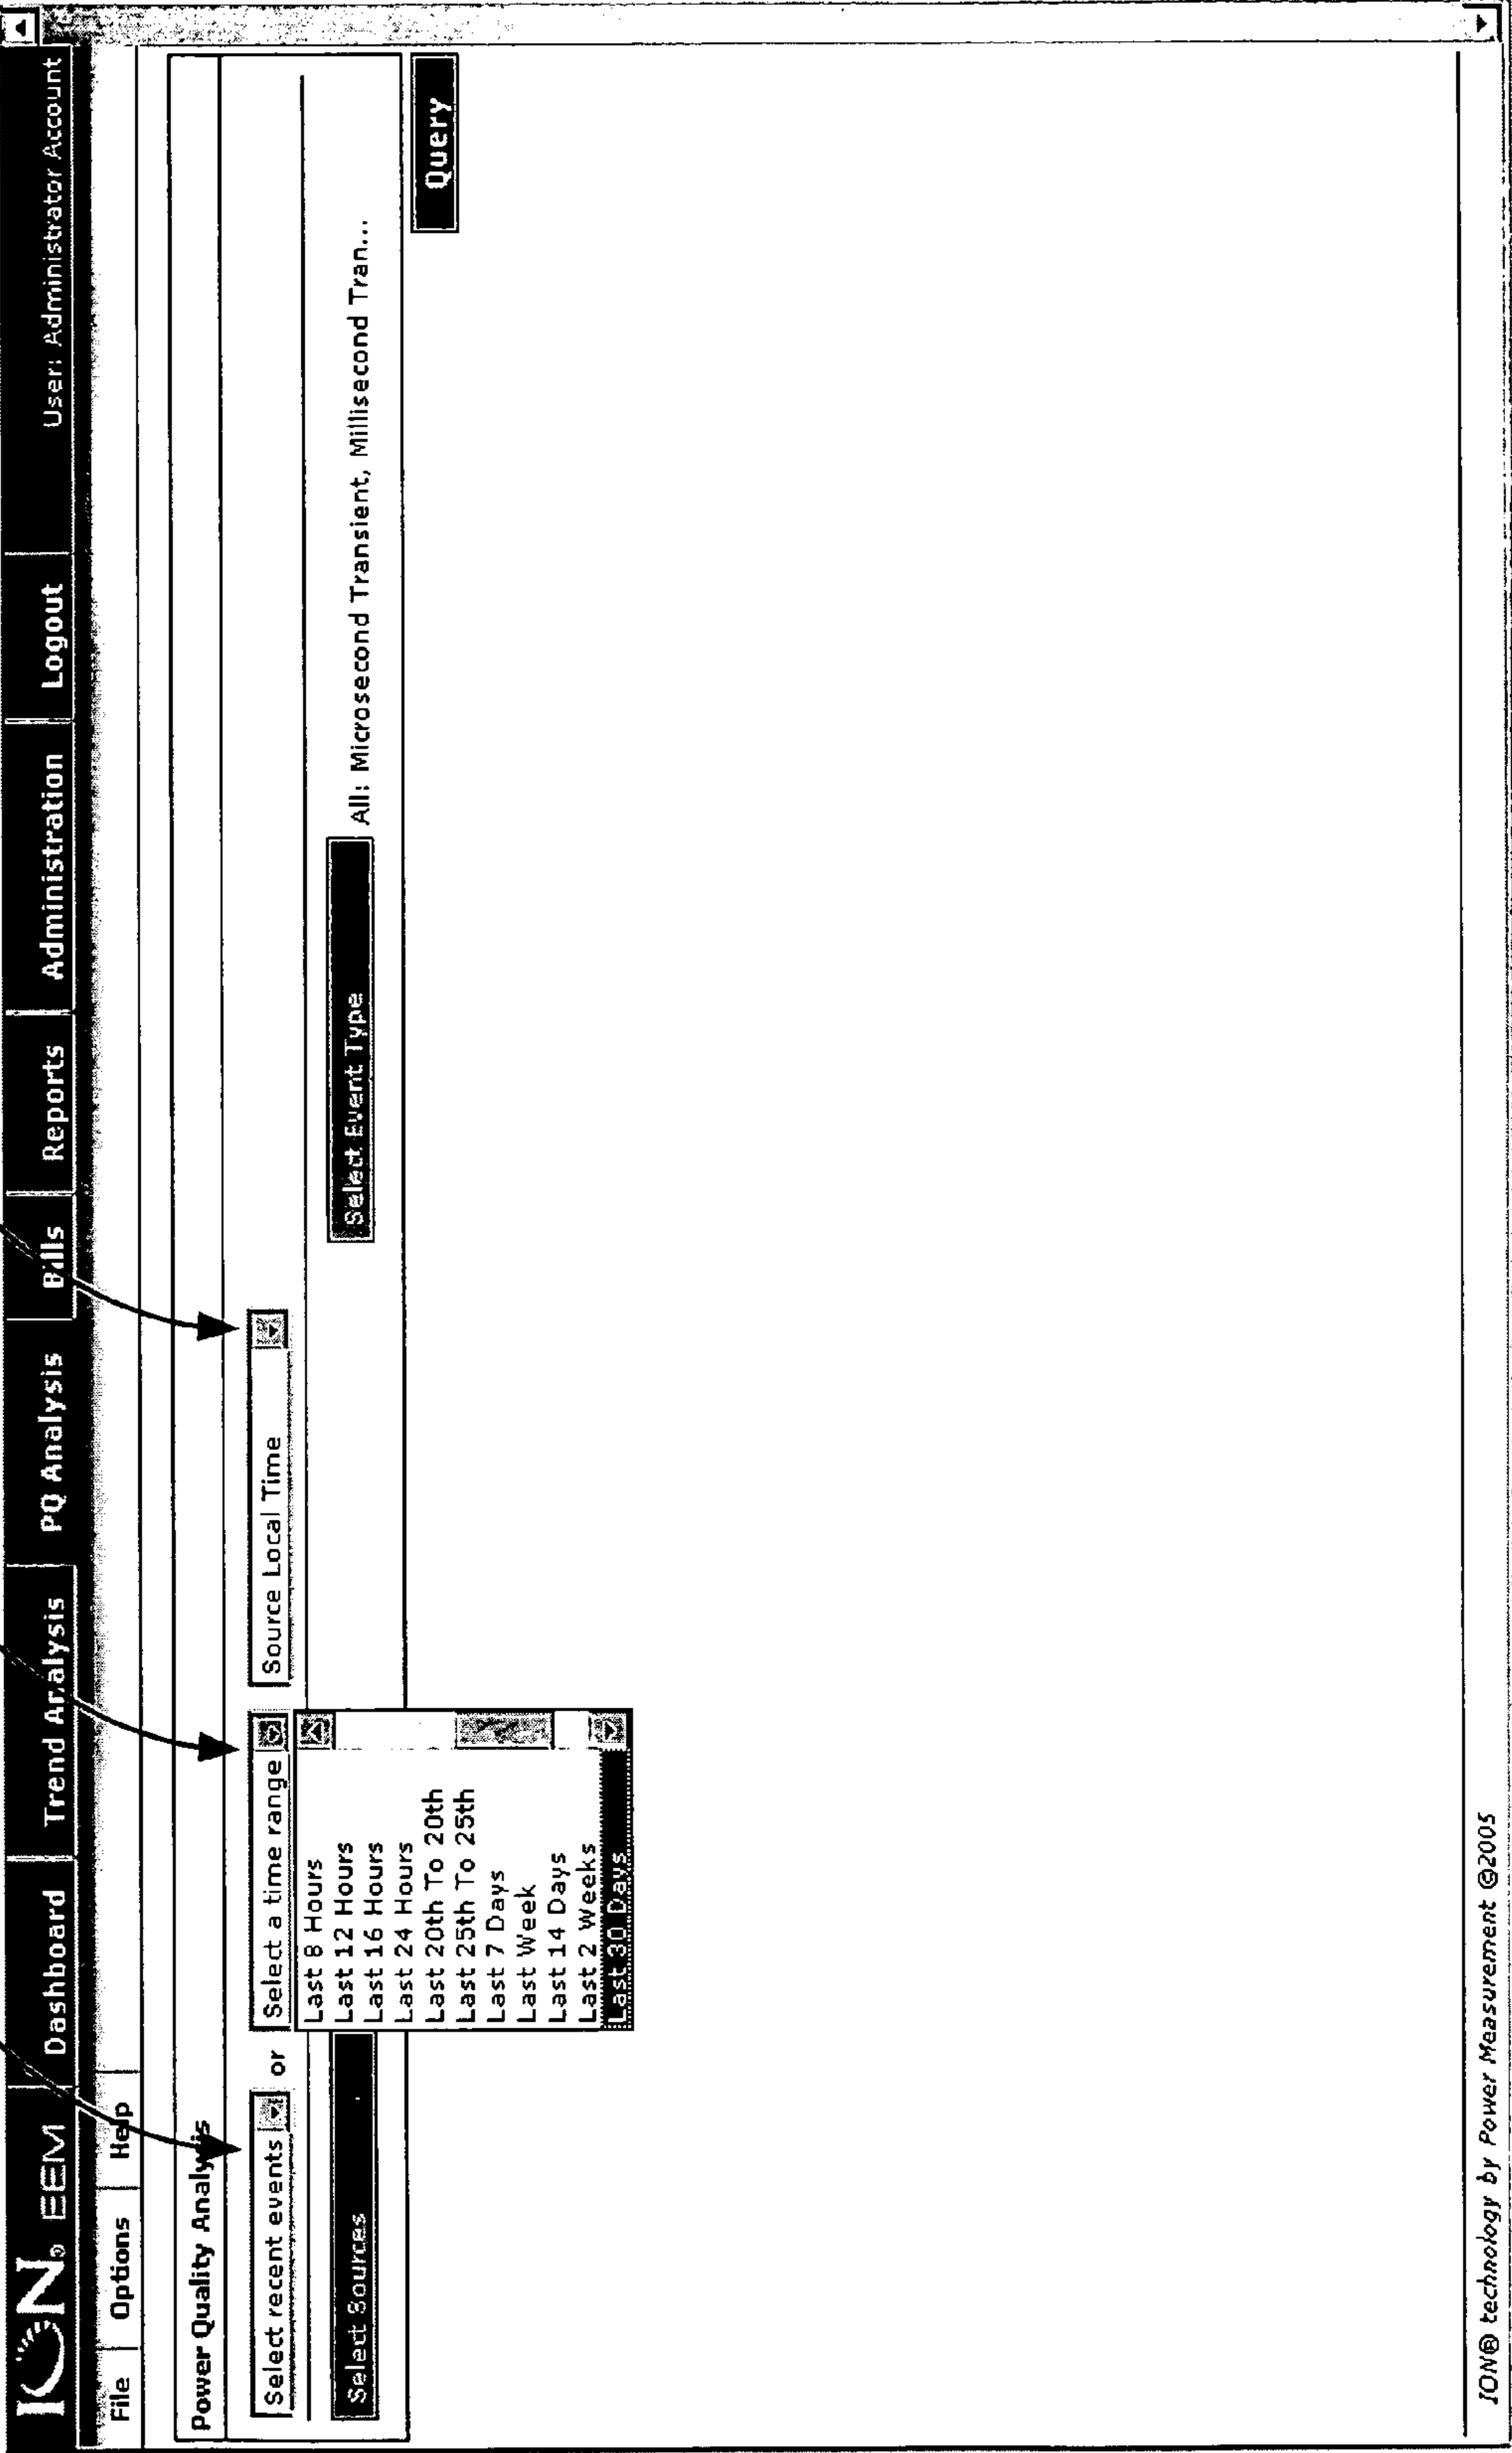 ION® EEM Dashboard Trend Analysis PQ Analysis Bills Reports Administration Logout User: Administrator Account
File Options Help
Power Quality Analysis
Select recent events or Select a time range Source Local Time
Last 8 Hours
Last 12 Hours
Last 16 Hours
Last 24 Hours
Last 20th To 20th
Last 25th To 25th
Last 7 Days
Last Week
Last 14 Days
Last 2 Weeks
Last 30 Days
Select Sources Select Event Type All: Microsecond Transient, Millisecond Tran...
Query
ION® technology by Power Measurement ©2005